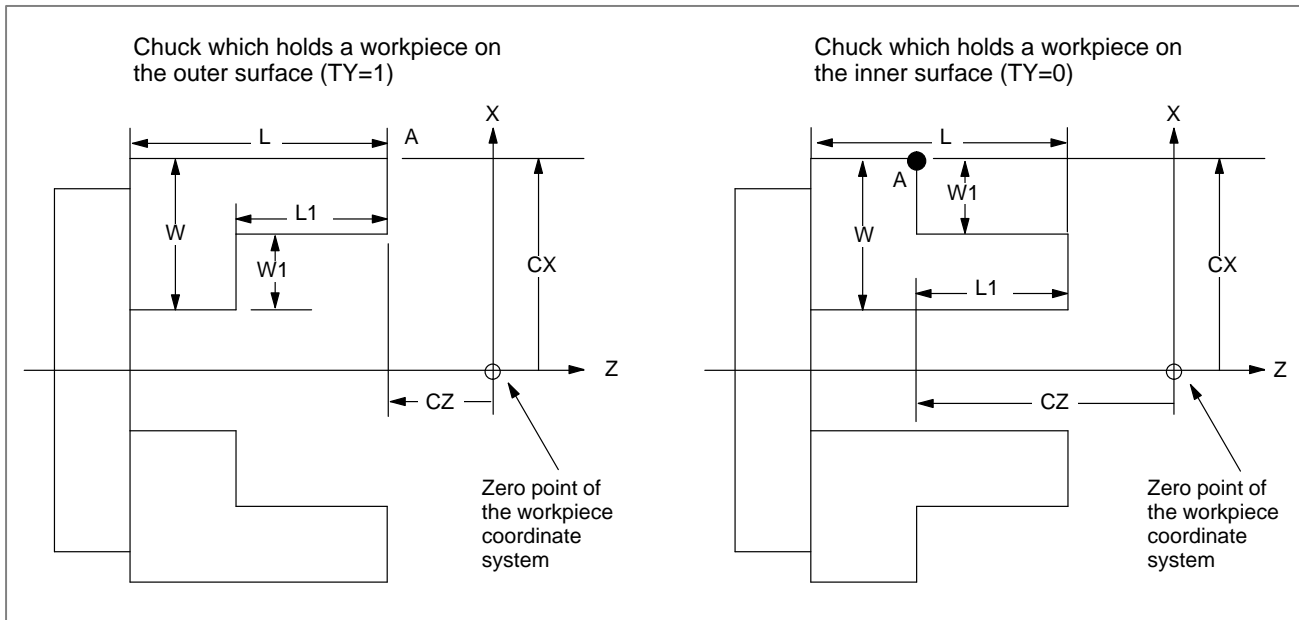 Chuck which holds a workpiece on
the outer surface (TY=1)
X
L
A
L1
W
W1
CX
Z
CZ
Zero point of
the workpiece
coordinate
system
Chuck which holds a workpiece on
the inner surface (TY=0)
X
L
A
W1
W
CX
L1
Z
CZ
Zero point of
the workpiece
coordinate
system